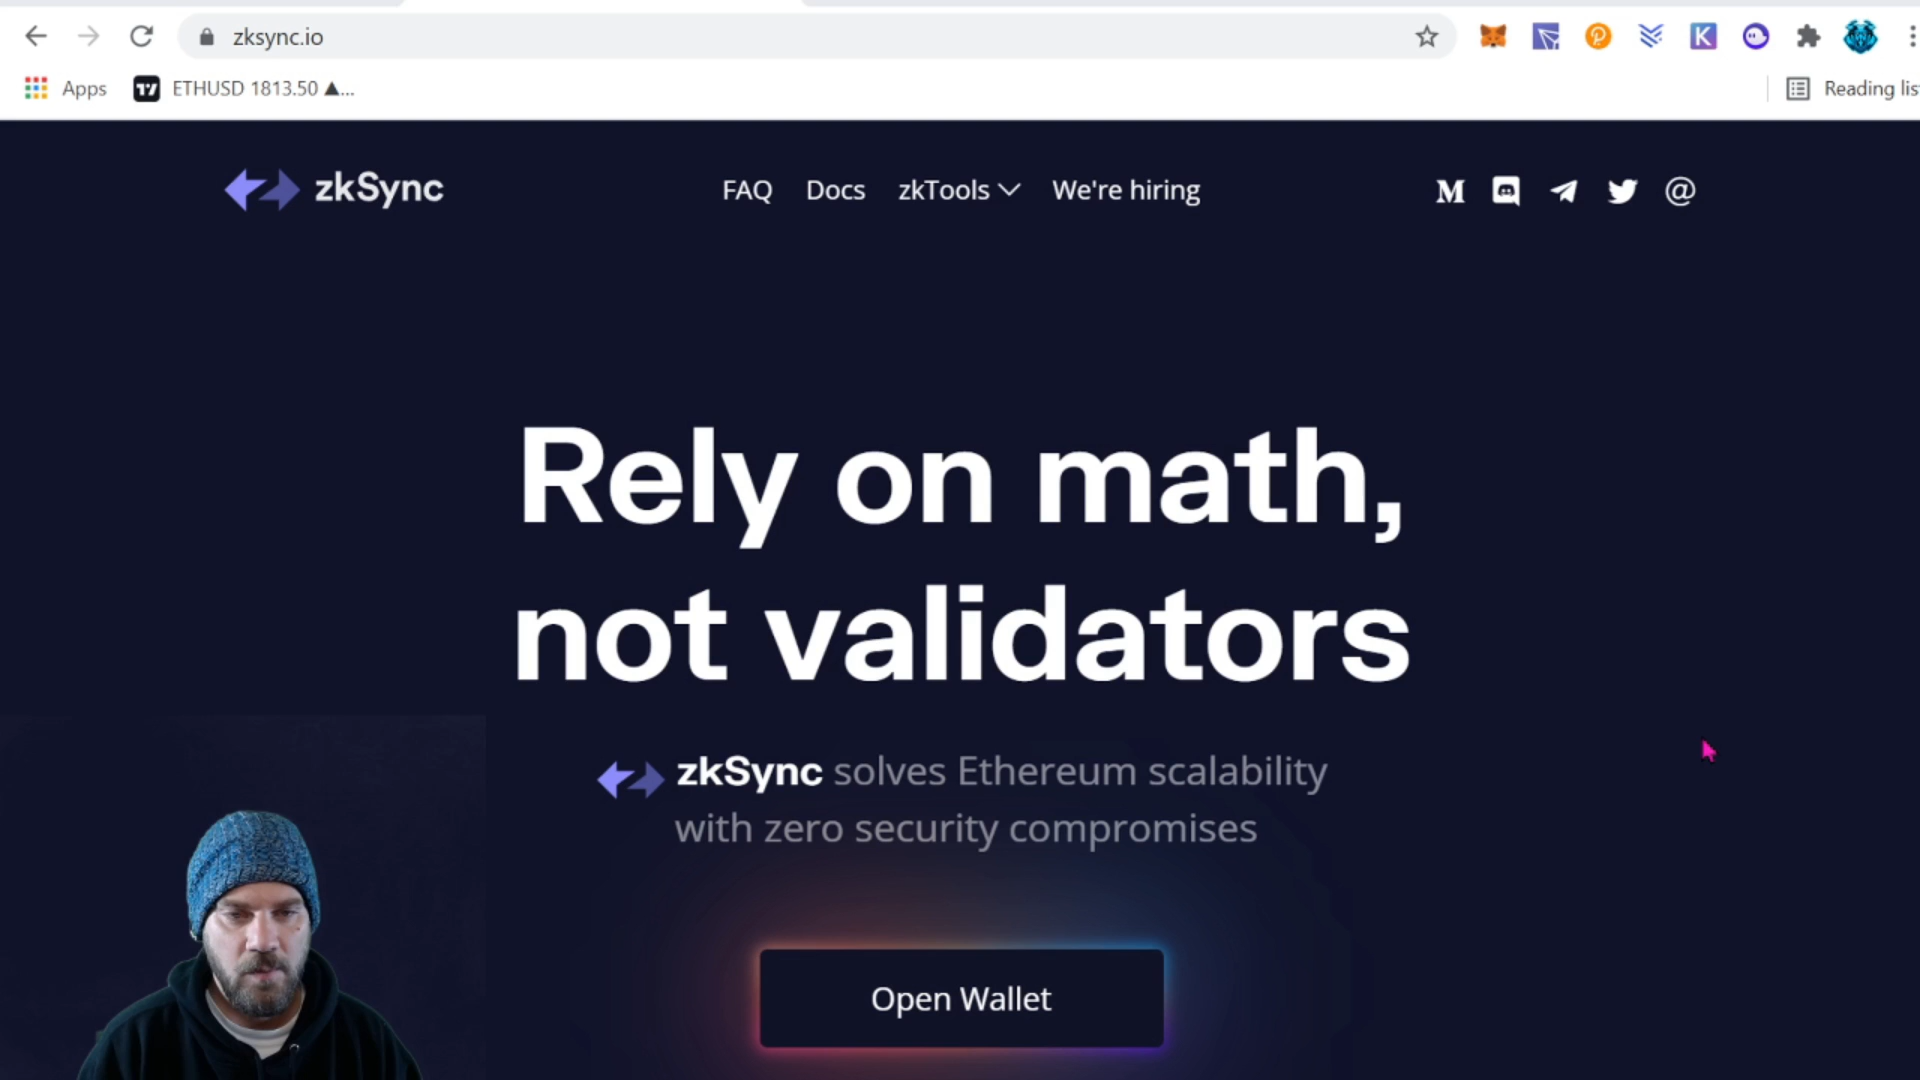 zksync.io
Apps
ETHUSD 1813.50 ▲...
Reading lis
zkSync
FAQ
Docs
zkTools
We're hiring
Rely on math,
not validators
zkSync solves Ethereum scalability
with zero security compromises
Open Wallet